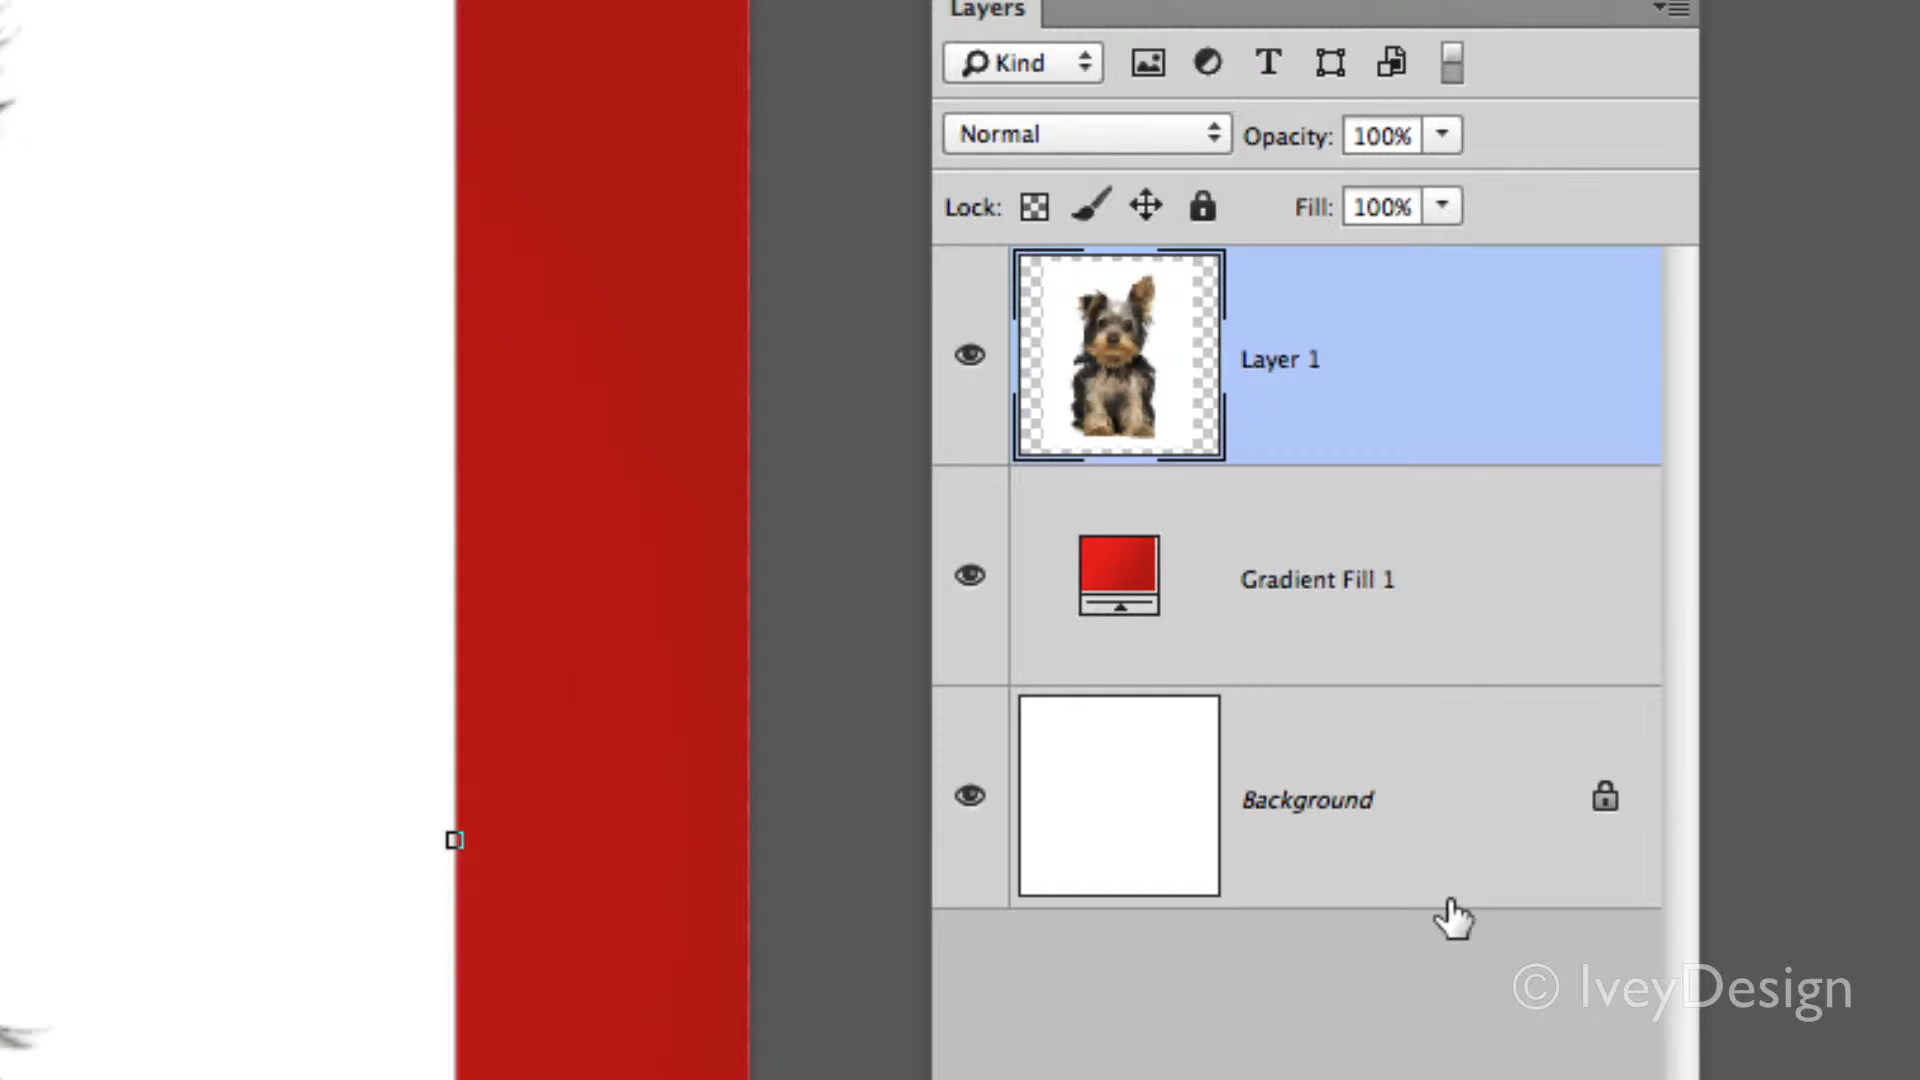 Layers
Kind
T
Normal
Opacity: 100%
Lock:
Fill: 100%
Layer 1
Gradient Fill 1
Background
© IveyDesign